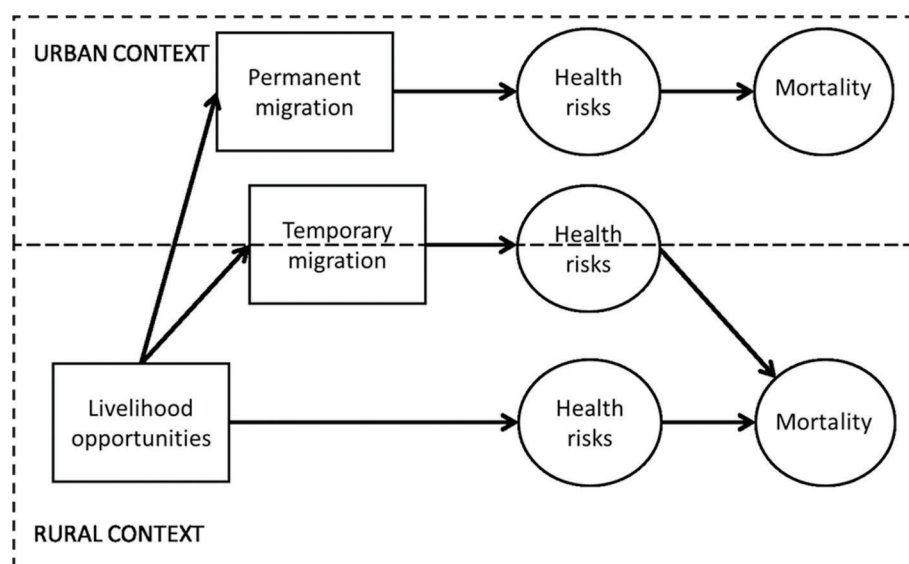 URBAN CONTEXT
Permanent
migration
Health
risks
Mortality
Temporary
migration
Health
risks
Livelihood
opportunities
Health
risks
Mortality
RURAL CONTEXT